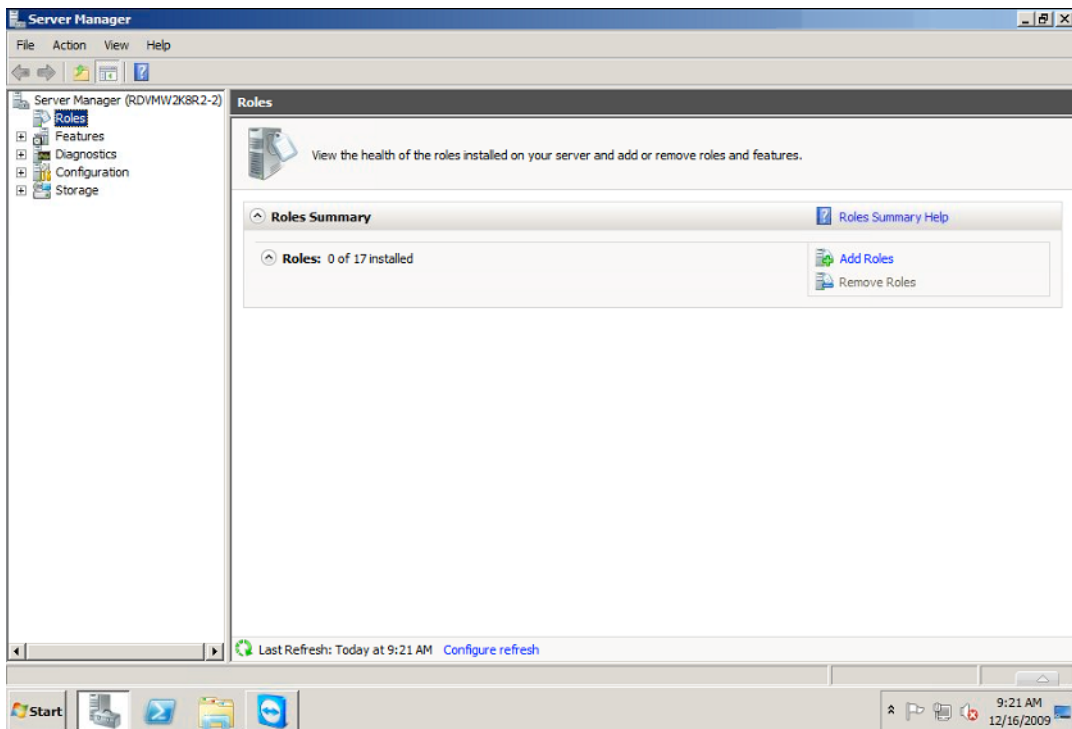 Server Manager
File Action View Help
Server Manager (RDVMW2K8R2-2)
Roles
Features
Diagnostics
Configuration
Storage
Roles
View the health of the roles installed on your server and add or remove roles and features.
Roles Summary
Roles Summary Help
Roles: 0 of 17 installed
Add Roles
Remove Roles
Last Refresh: Today at 9:21 AM Configure refresh
Start
9:21 AM
12/16/2009